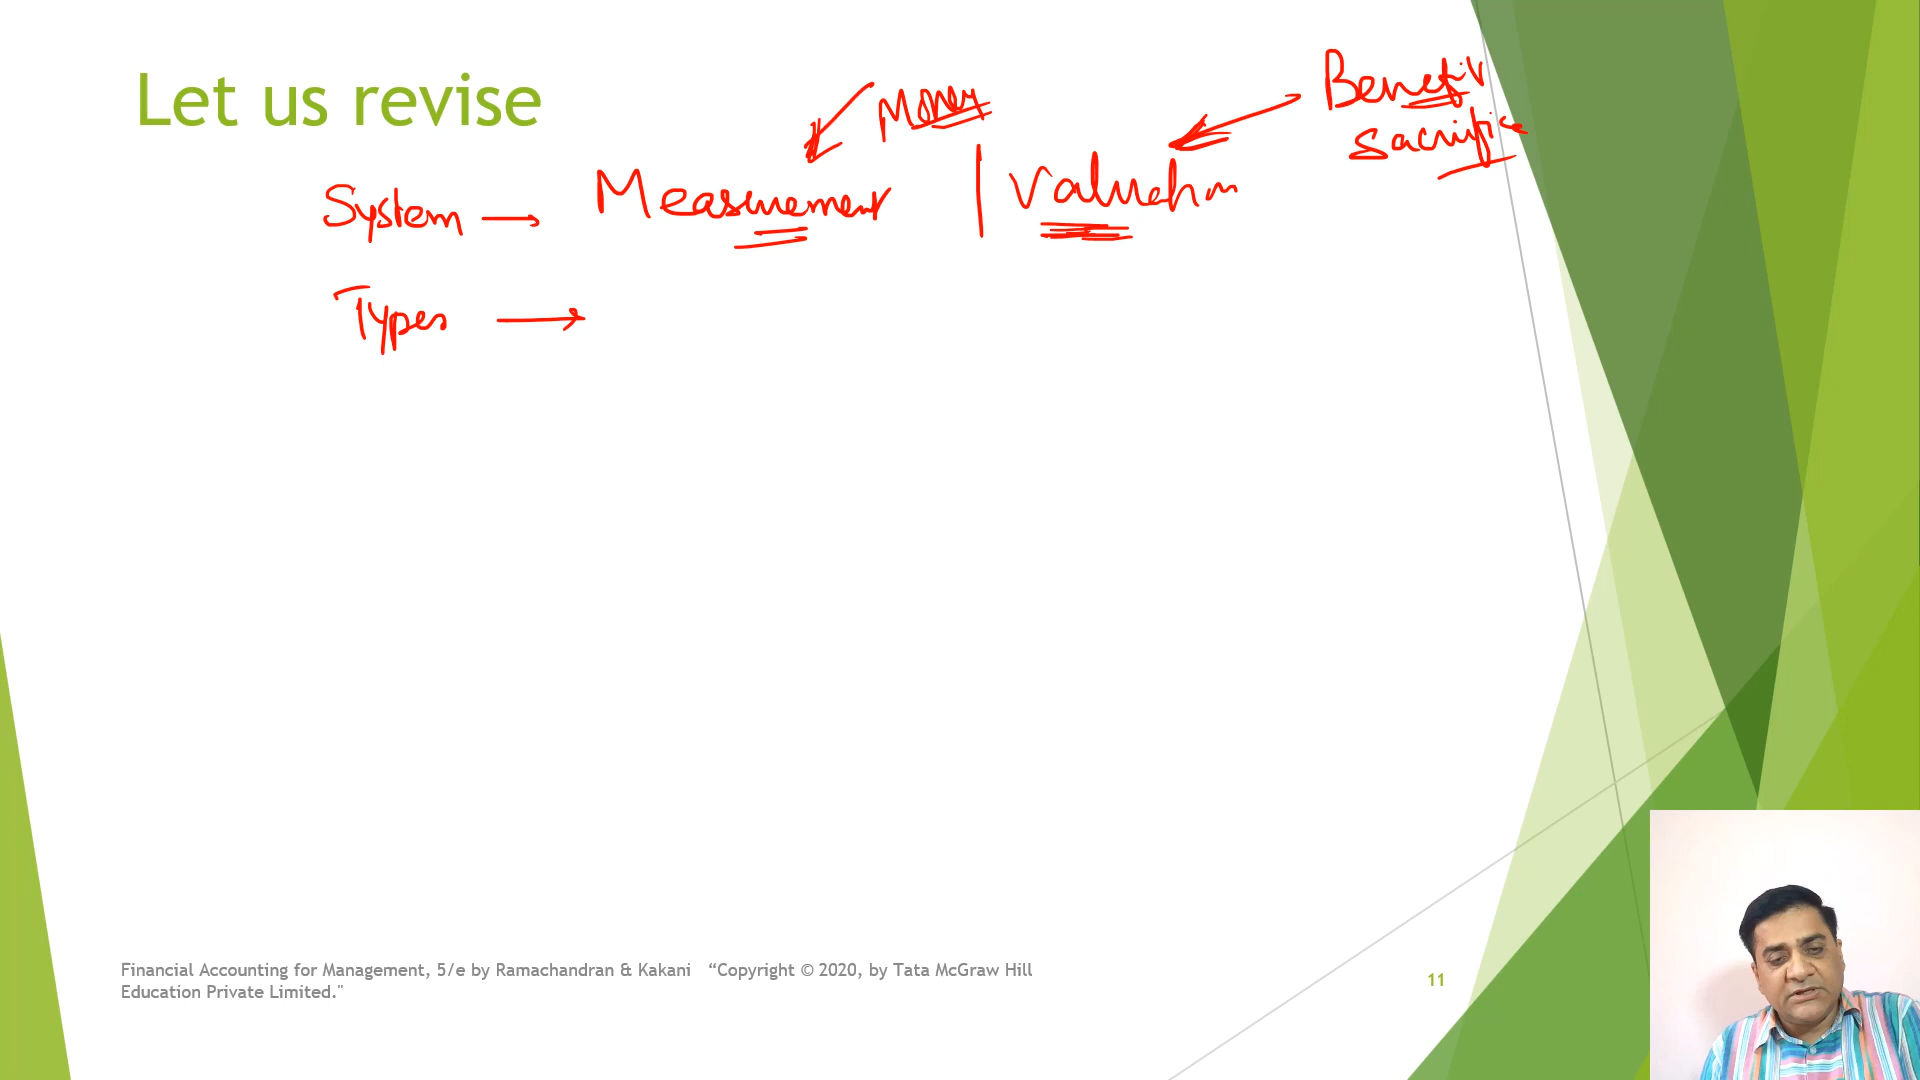 Let us revise
Money
Benefit
sacrifice
System → Measurement | Valuation
Types →
Financial Accounting for Management, 5/e by Ramachandran & Kakani “Copyright © 2020, by Tata McGraw Hill
Education Private Limited."
11